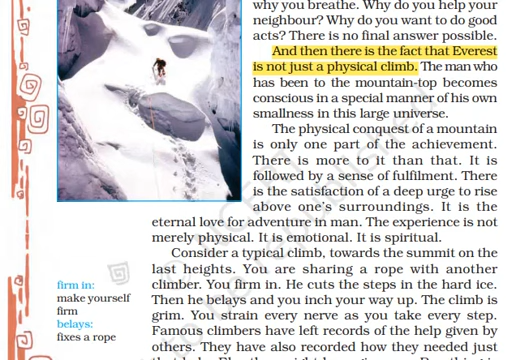 why you breathe. Why do you help your
neighbour? Why do you want to do good
acts? There is no final answer possible.
And then there is the fact that Everest
is not just a physical climb. The man who
has been to the mountain-top becomes
conscious in a special manner of his own
smallness in this large universe.
The physical conquest of a mountain
is only one part of the achievement.
There is more to it than that. It is
followed by a sense of fulfilment. There
is the satisfaction of a deep urge to rise
above one's surroundings. It is the
eternal love for adventure in man. The experience is not
merely physical. It is emotional. It is spiritual.
Consider a typical climb, towards the summit on the
last heights. You are sharing a rope with another
climber. You firm in. He cuts the steps in the hard ice.
Then he belays and you inch your way up. The climb is
grim. You strain every nerve as you take every step.
Famous climbers have left records of the help given by
others. They have also recorded how they needed just
firm in:
make yourself
firm
belays:
fixes a rope